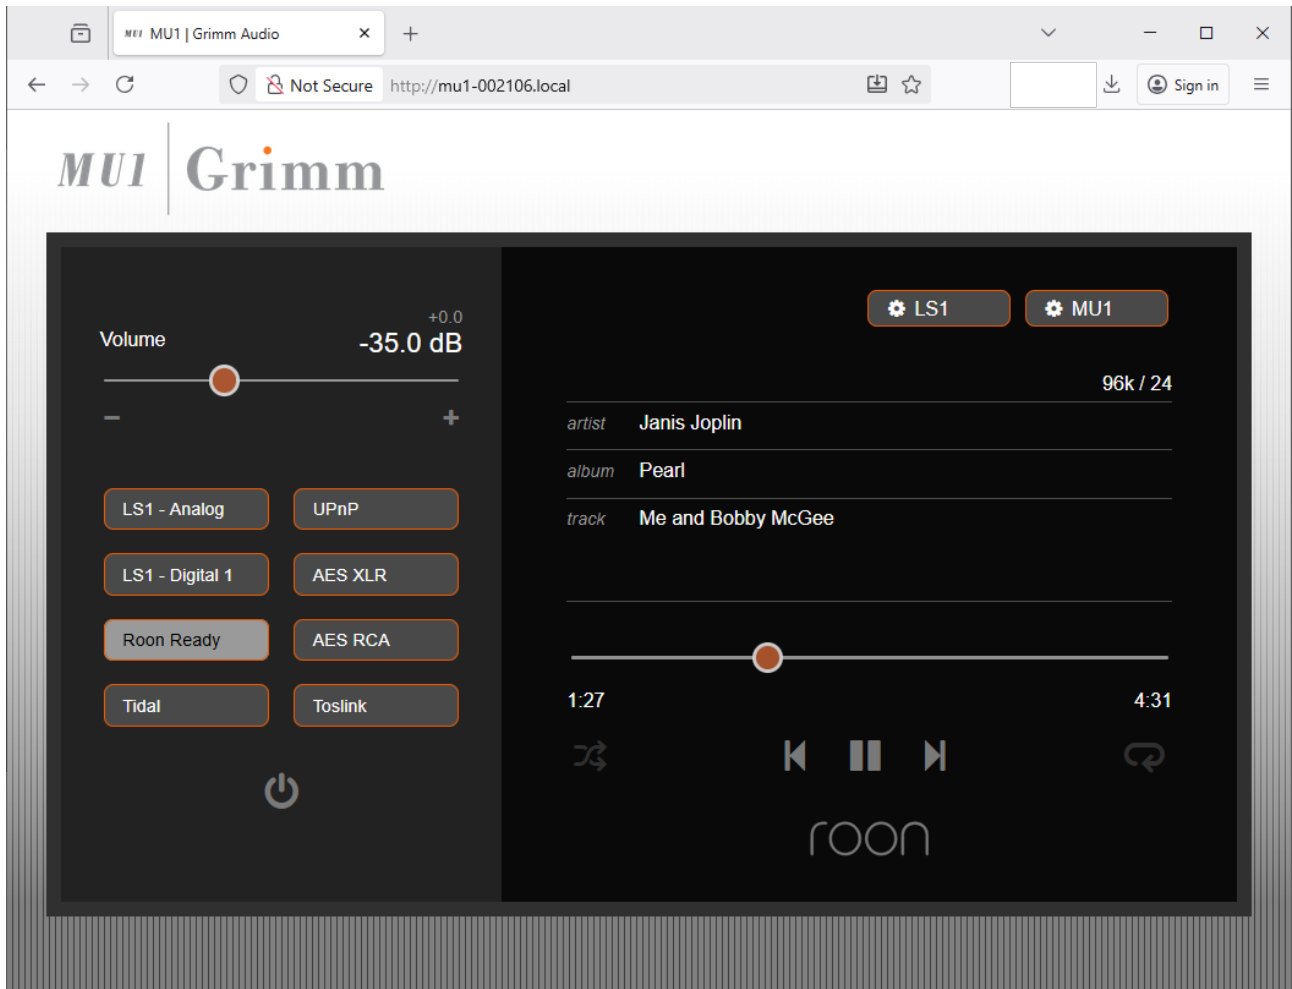 MU1 MU1 | Grimm Audio
Not Secure http://mu1-002106.local Sign in
MU1 Grimm
LS1 MU1
+0.0
Volume -35.0 dB
96k / 24
artist Janis Joplin
album Pearl
track Me and Bobby McGee
LS1 - Analog UPnP
LS1 - Digital 1 AES XLR
Roon Ready AES RCA
Tidal Toslink
1:27 4:31
roon